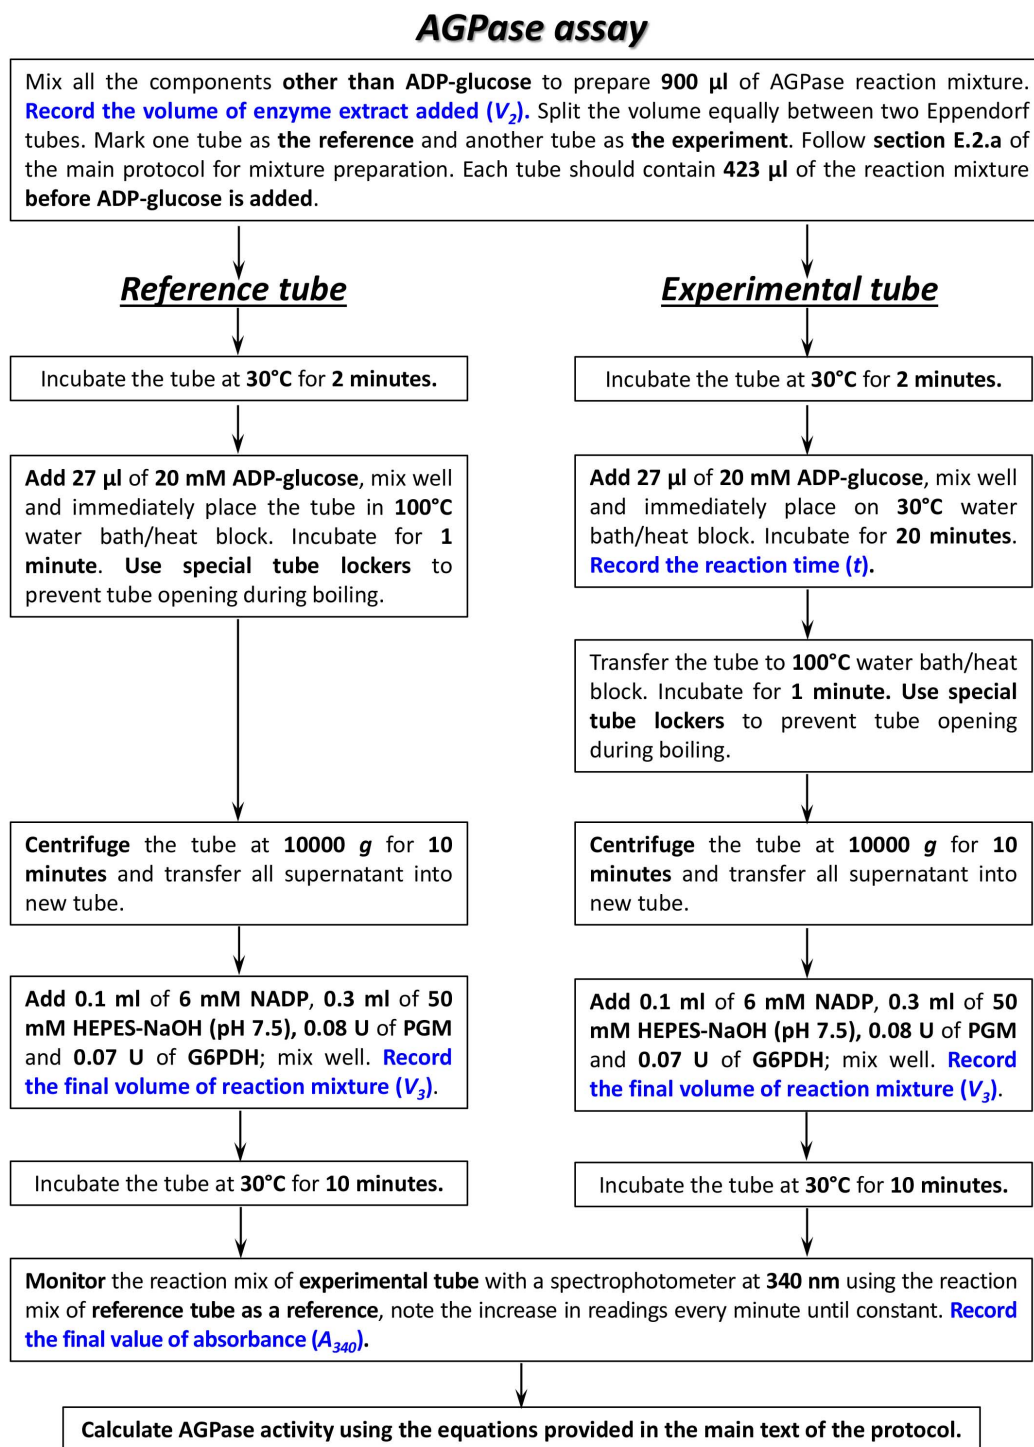 AGPase assay
Mix all the components other than ADP-glucose to prepare 900 µl of AGPase reaction mixture.
Record the volume of enzyme extract added (V2). Split the volume equally between two Eppendorf
tubes. Mark one tube as the reference and another tube as the experiment. Follow section E.2.a of
the main protocol for mixture preparation. Each tube should contain 423 µl of the reaction mixture
before ADP-glucose is added.
Reference tube
Incubate the tube at 30°C for 2 minutes.
Add 27 µl of 20 mM ADP-glucose, mix well
and immediately place the tube in 100°C
water bath/heat block. Incubate for 1
minute. Use special tube lockers to
prevent tube opening during boiling.
Centrifuge the tube at 10000 g for 10
minutes and transfer all supernatant into
new tube.
Add 0.1 ml of 6 mM NADP, 0.3 ml of 50
mM HEPES-NaOH (pH 7.5), 0.08 U of PGM
and 0.07 U of G6PDH; mix well. Record
the final volume of reaction mixture (V3).
Incubate the tube at 30°C for 10 minutes.
Experimental tube
Incubate the tube at 30°C for 2 minutes.
Add 27 µl of 20 mM ADP-glucose, mix well
and immediately place on 30°C water
bath/heat block. Incubate for 20 minutes.
Record the reaction time (t).
Transfer the tube to 100°C water bath/heat
block. Incubate for 1 minute. Use special
tube lockers to prevent tube opening
during boiling.
Centrifuge the tube at 10000 g for 10
minutes and transfer all supernatant into
new tube.
Add 0.1 ml of 6 mM NADP, 0.3 ml of 50
mM HEPES-NaOH (pH 7.5), 0.08 U of PGM
and 0.07 U of G6PDH; mix well. Record
the final volume of reaction mixture (V3).
Incubate the tube at 30°C for 10 minutes.
Monitor the reaction mix of experimental tube with a spectrophotometer at 340 nm using the reaction
mix of reference tube as a reference, note the increase in readings every minute until constant. Record
the final value of absorbance (A340).
Calculate AGPase activity using the equations provided in the main text of the protocol.